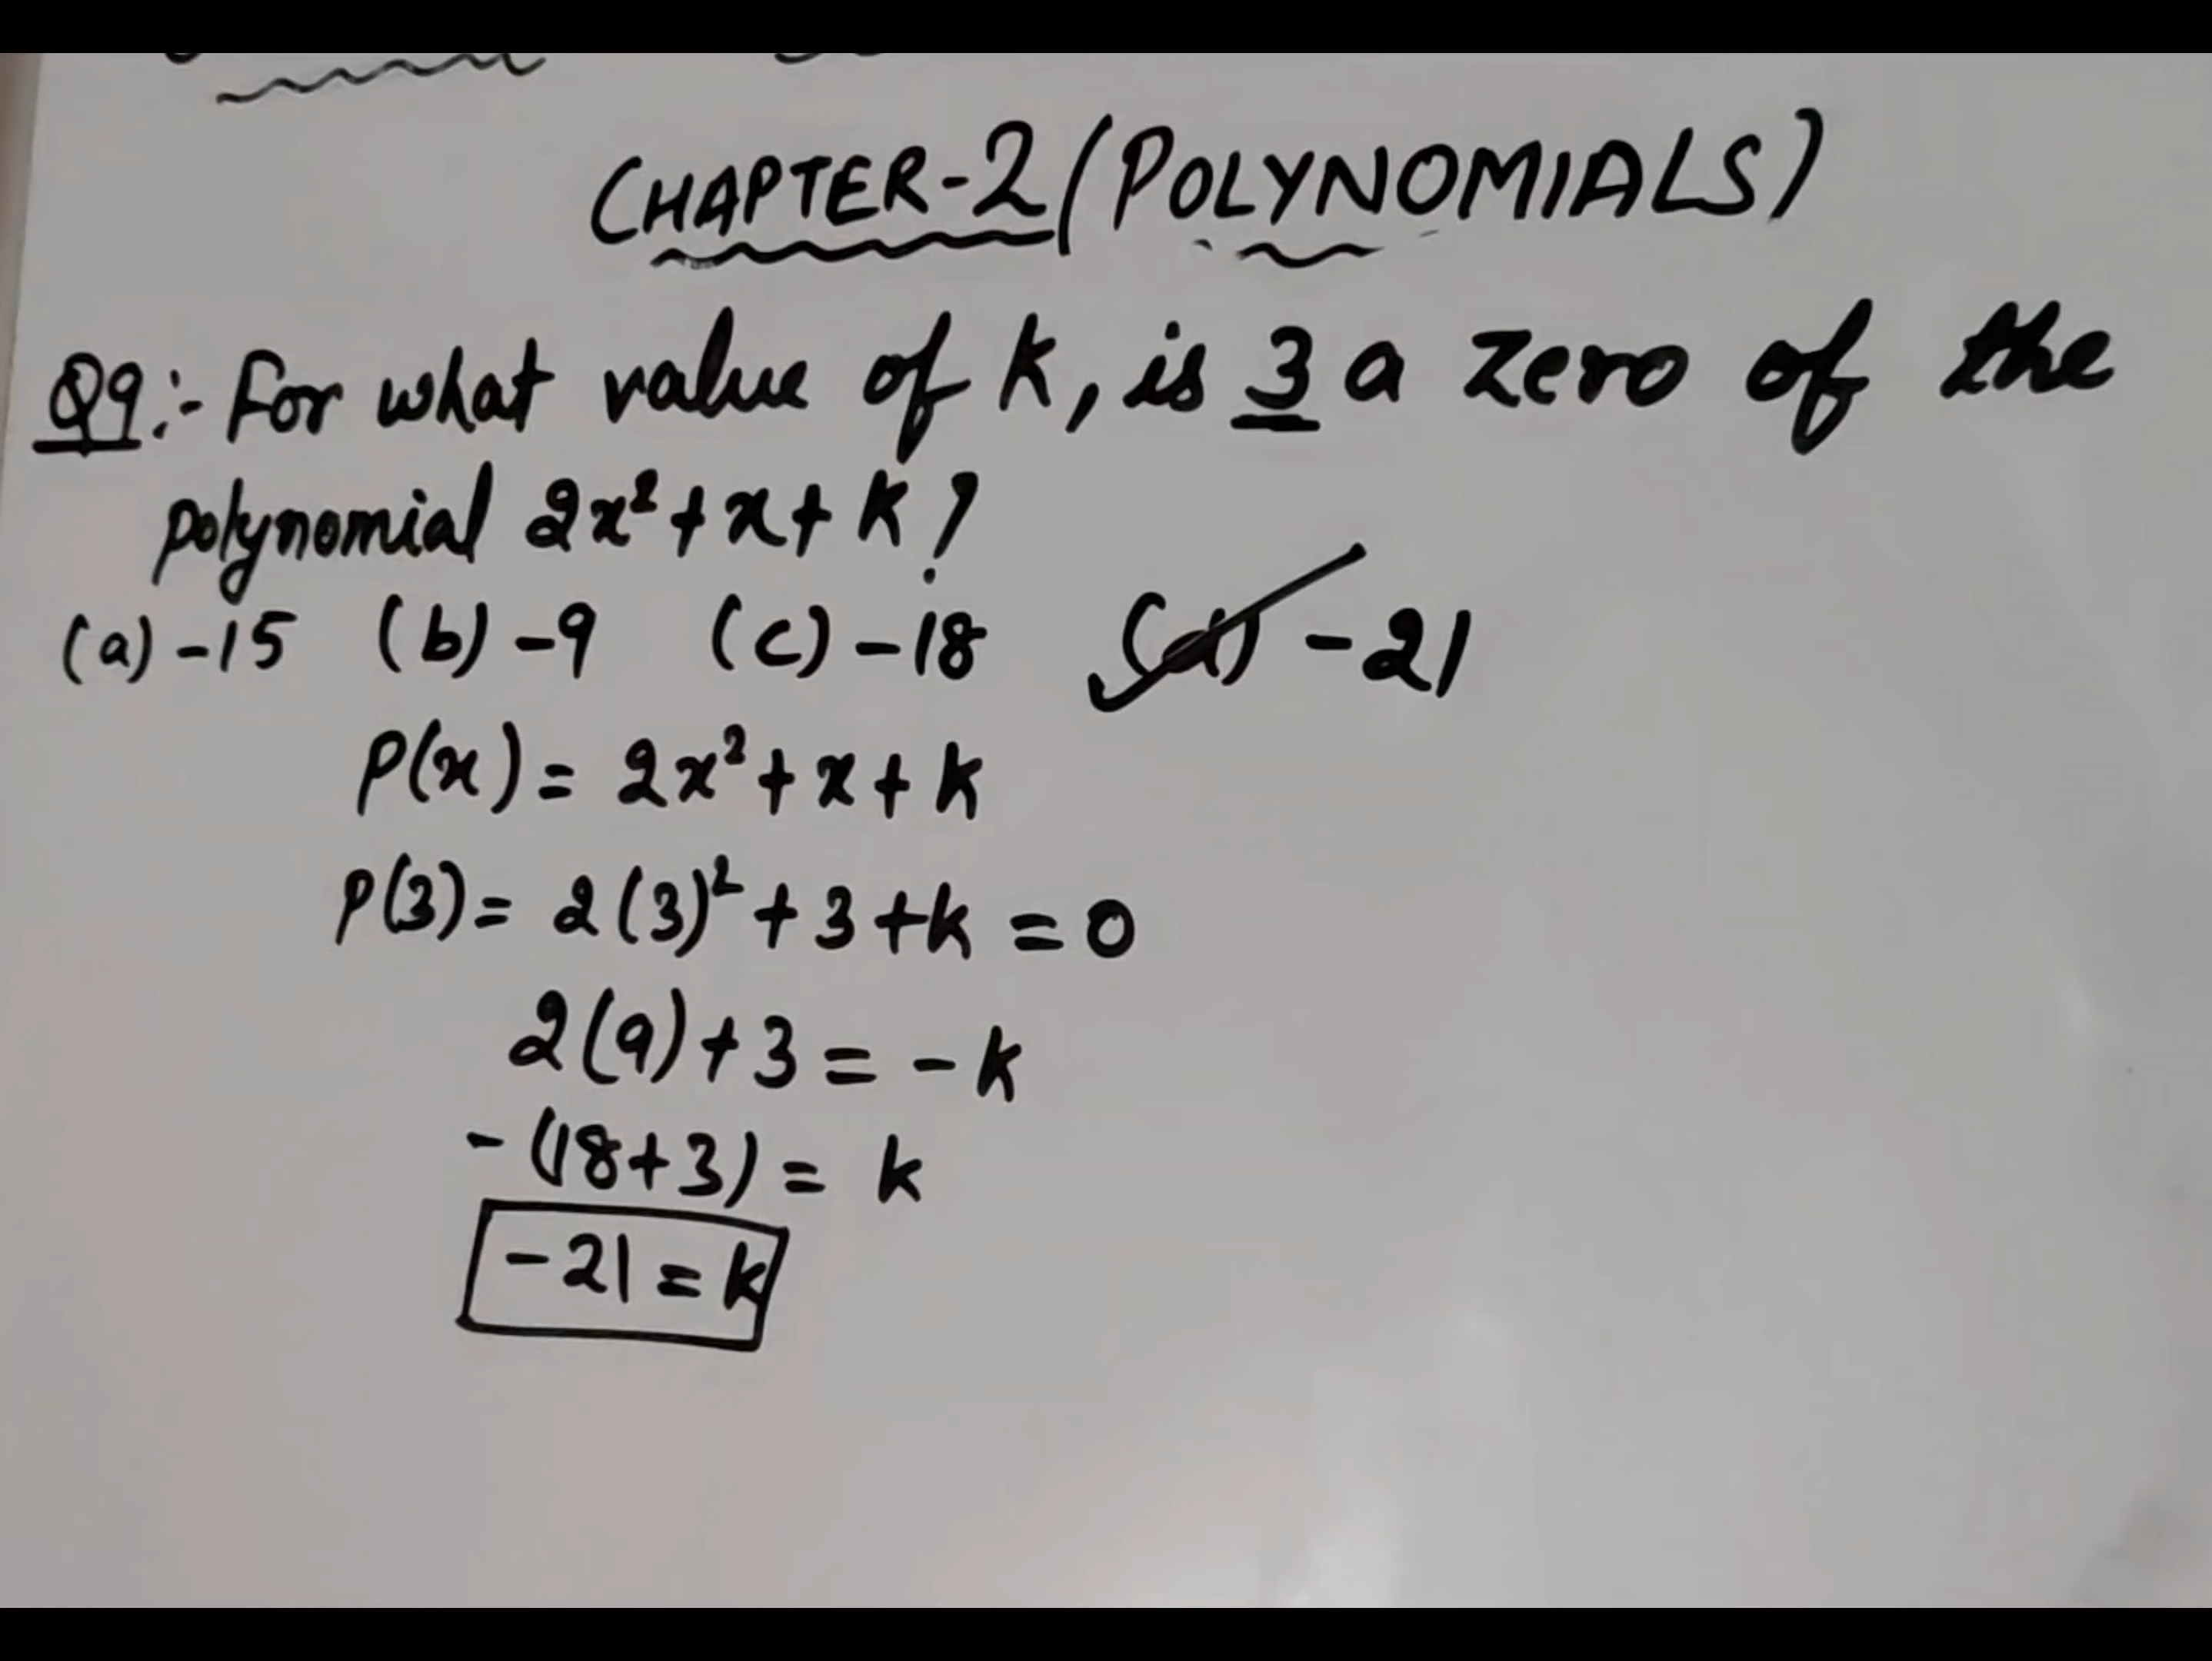 CHAPTER-2 (POLYNOMIALS)
Q9:- For what value of k, is 3 a zero of the
polynomial 2x²+x+k?
(a) -15 (b) -9 (c) -18 (d) -21
P(x) = 2x²+x+k
P(3) = 2(3)²+3+k = 0
2(9)+3 = -k
-(18+3) = k
-21 = k